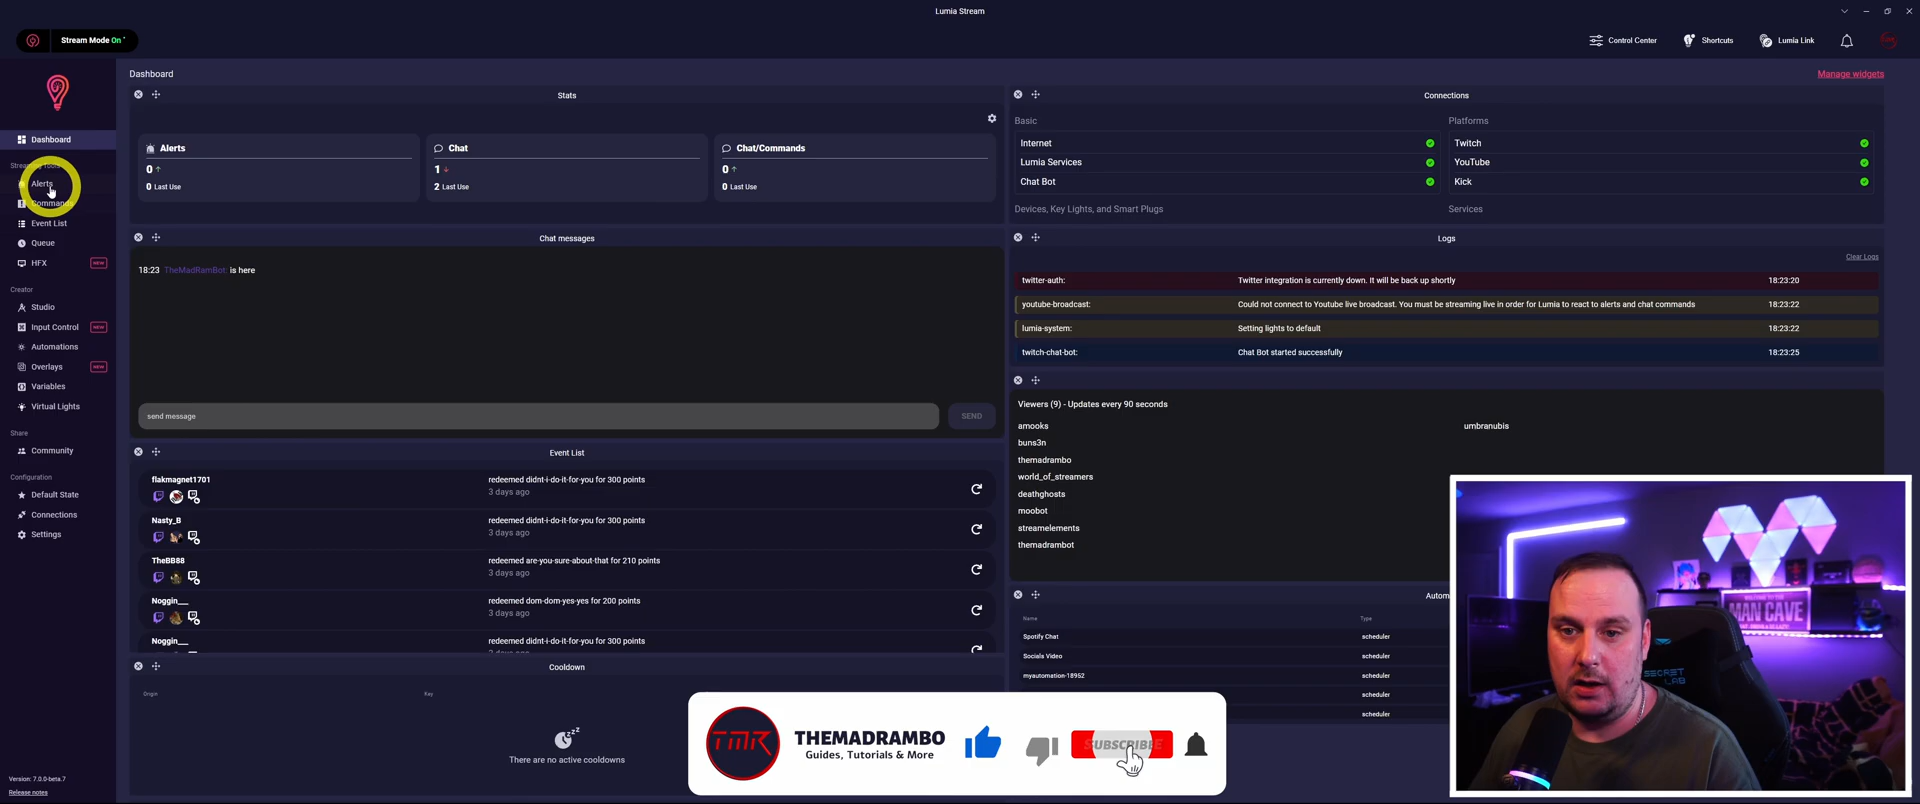 Lumia Stream
Stream Mode On
Control Center
Shortcuts
Lumia Link
Dashboard
Manage widgets
Dashboard
Alerts
Commands
Event List
Queue
HFX NEW
Creator
Studio
Input Control NEW
Automations
Overlays NEW
Variables
Virtual Lights
Share
Community
Configuration
Default State
Connections
Settings
Version: 7.0.0-beta.7
Release notes
Stats
Alerts
0
0 Last Use
Chat
1
2 Last Use
Chat/Commands
0
0 Last Use
Chat messages
18:23 TheMadRamBot: is here
send message
SEND
Event List
flakmagnet1701 redeemed didnt-i-do-it-for-you for 300 points
3 days ago
Nasty_B redeemed didnt-i-do-it-for-you for 300 points
3 days ago
TheBB88 redeemed are-you-sure-about-that for 210 points
3 days ago
Noggin__ redeemed dom-dom-yes-yes for 200 points
3 days ago
Noggin__ redeemed didnt-i-do-it-for-you for 300 points
Cooldown
Origin Key
There are no active cooldowns
Connections
Basic
Internet
Lumia Services
Chat Bot
Devices, Key Lights, and Smart Plugs
Platforms
Twitch
YouTube
Kick
Services
Logs
Clear Logs
twitter-auth: Twitter integration is currently down. It will be back up shortly 18:23:20
youtube-broadcast: Could not connect to Youtube live broadcast. You must be streaming live in order for Lumia to react to alerts and chat commands 18:23:22
lumia-system: Setting lights to default 18:23:22
twitch-chat-bot: Chat Bot started successfully 18:23:25
Viewers (9) - Updates every 90 seconds
amooks umbranubis
buns3n
themadrambo
world_of_streamers
deathghosts
moobot
streamelements
themadrambot
Autom
Name Type
Spotify Chat scheduler
Socials Video scheduler
myautomation-18952 scheduler
scheduler
scheduler
TMR
THEMADRAMBO
Guides, Tutorials & More
SUBSCRIBE
MAN CAVE
SECRET
LAB